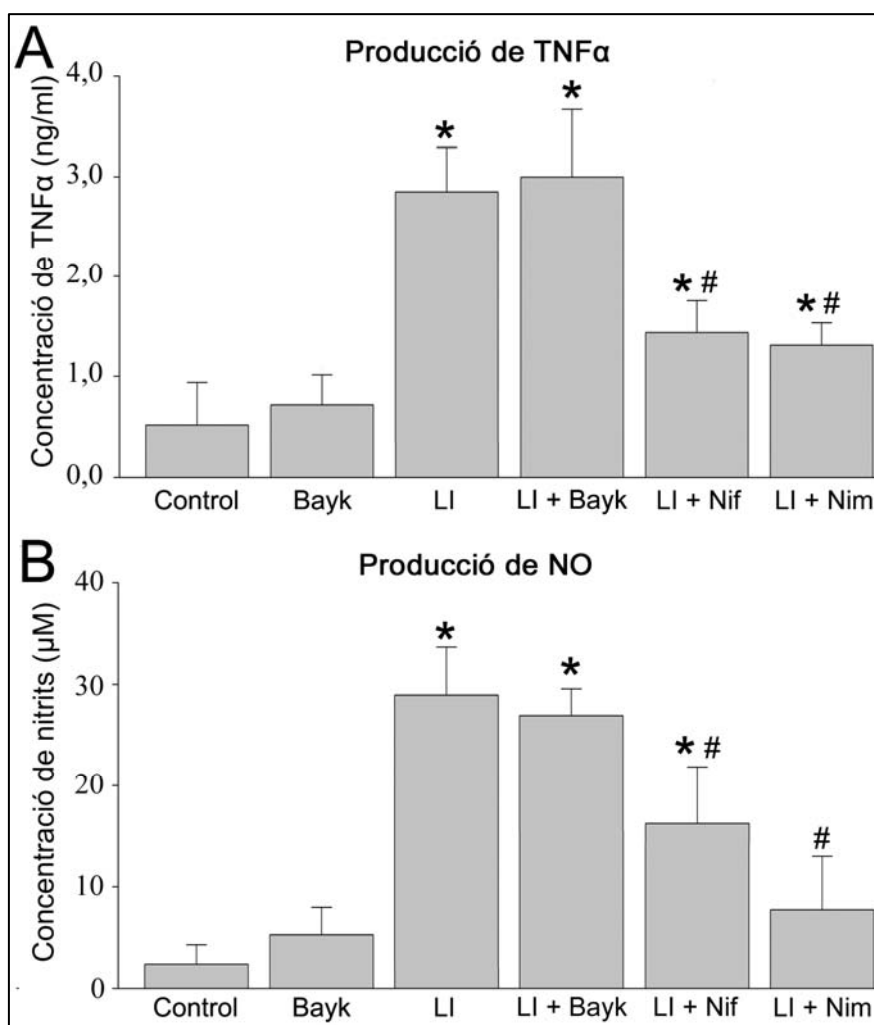 A
Producció de TNFα
Concentració de TNFα (ng/ml)
4,0
3,0
2,0
1,0
0,0
*
*
* #
* #
Control Bayk LI LI + Bayk LI + Nif LI + Nim
B
Producció de NO
Concentració de nitrits (µM)
40
30
20
10
0
*
*
* #
#
Control Bayk LI LI + Bayk LI + Nif LI + Nim